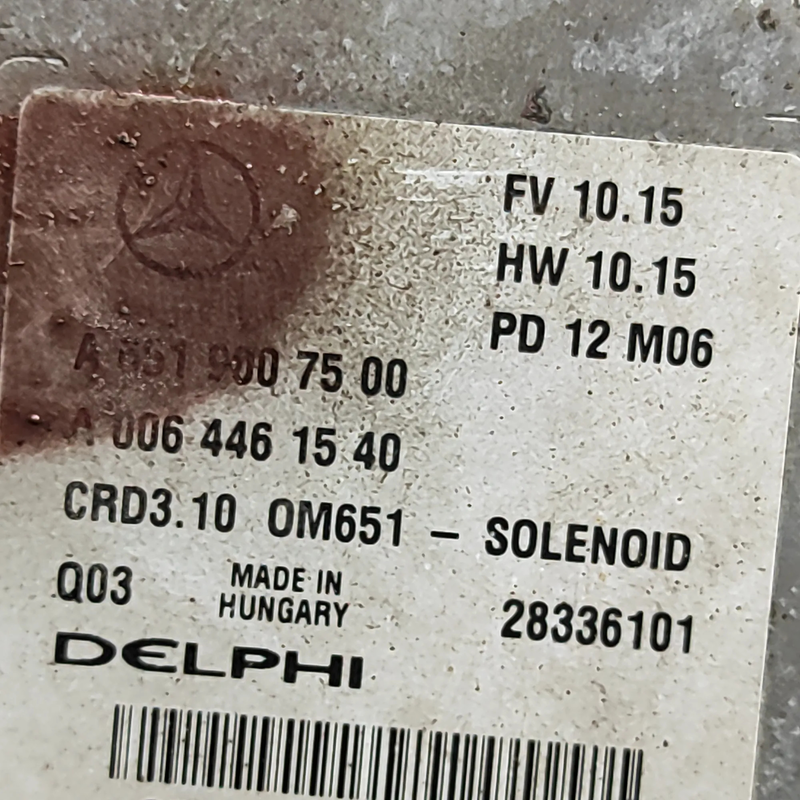 FV 10.15
HW 10.15
PD 12 M06
A 651 900 75 00
A 006 446 15 40
CRD3.10 OM651 – SOLENOID
Q03
MADE IN
HUNGARY
28336101
DELPHI